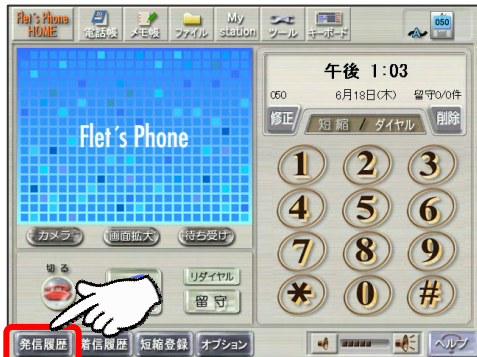 Flet's Phone
HOME
電話帳
メモ帳
ファイル
My
station
ツール
キーボード
050
午後 1:03
050 6月18日(木) 留守0/0件
修正 短縮 / ダイヤル 削除
Flet's Phone
1 2 3
4 5 6
7 8 9
* 0 #
カメラ 画面拡大 待ち受け
切る
リダイヤル
留守
発信履歴 着信履歴 短縮登録 オプション
ヘルプ